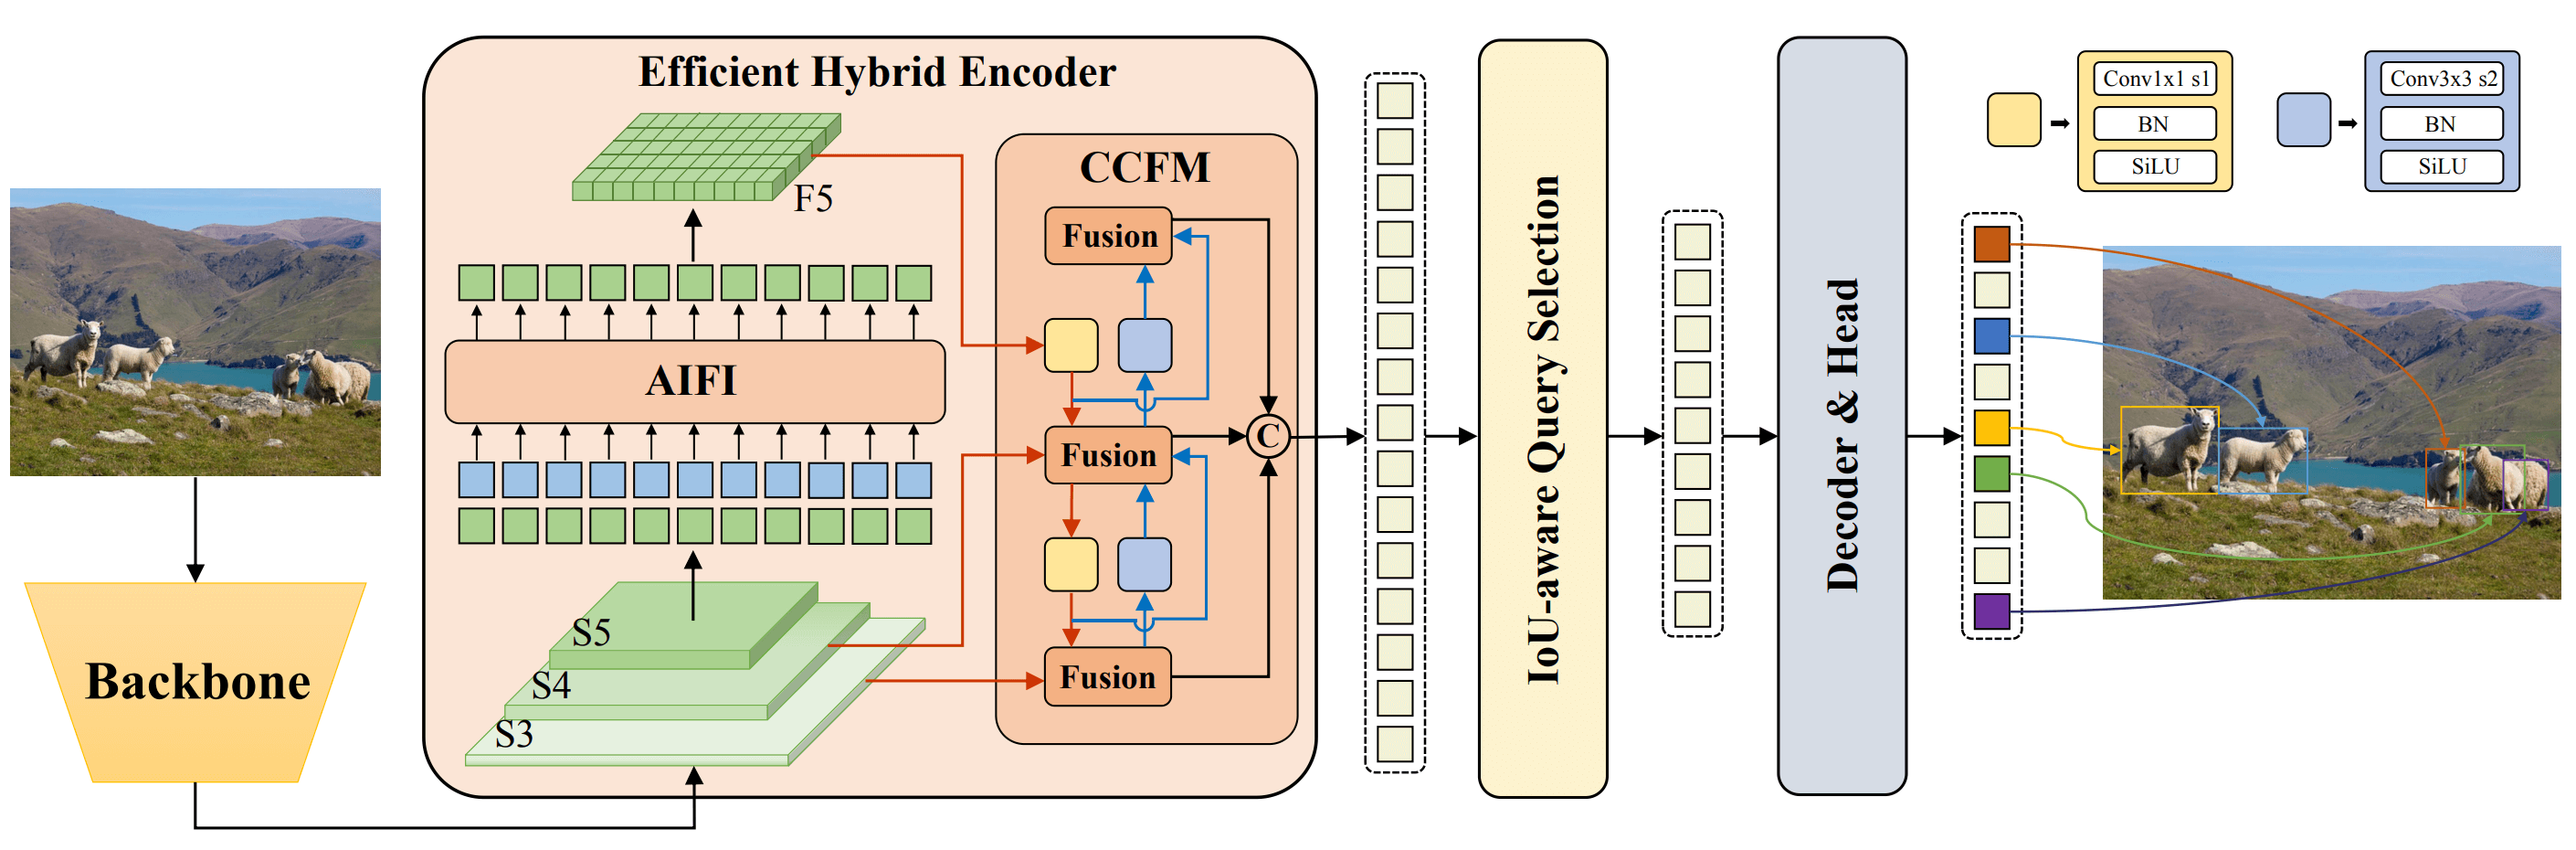 Efficient Hybrid Encoder
F5
AIFI
S5
S4
S3
Backbone
CCFM
Fusion
Fusion
Fusion
C
IoU-aware Query Selection
Decoder & Head
Conv1x1 s1
BN
SiLU
Conv3x3 s2
BN
SiLU